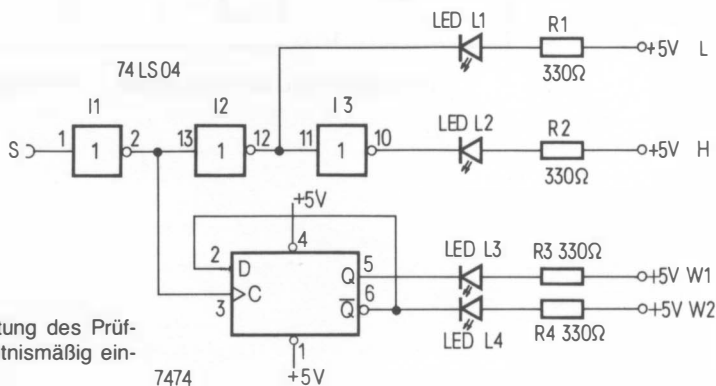 LED L1
R1
+5V L
330Ω
74 LS 04
I1
I2
I3
LED L2
R2
S
1
1
2
13
1
12
11
1
10
+5V H
330Ω
+5V
4
2
D
Q
5
LED L3
R3 330Ω
+5V W1
3
C
Q̅
6
+5V W2
LED L4
R4 330Ω
1
+5V
7474
tung des Prüf-
tnismäßig ein-